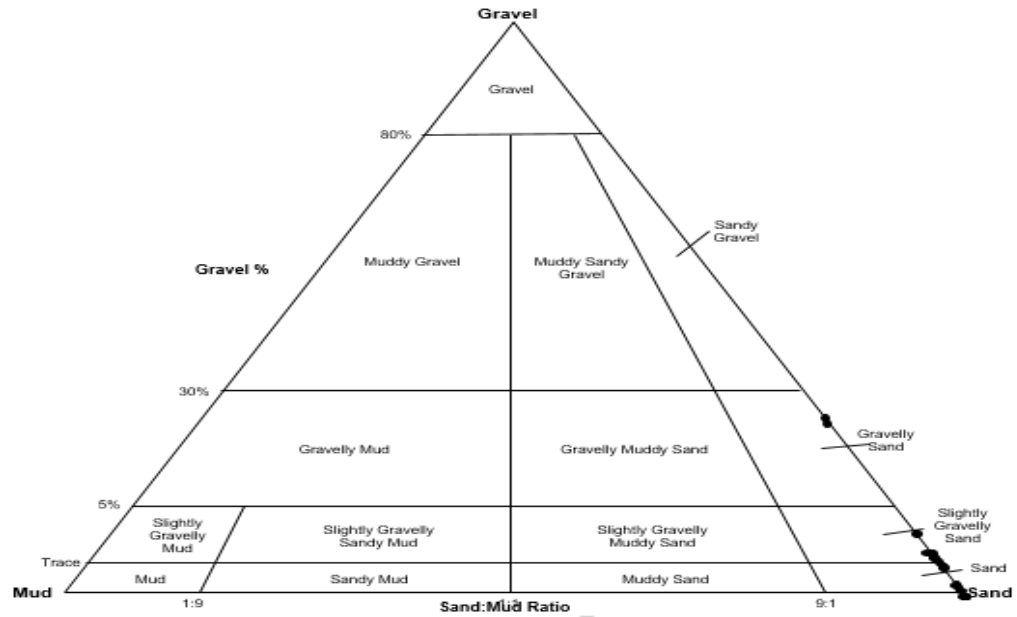 Gravel
Gravel
80%
Sandy
Gravel
Muddy Gravel
Muddy Sandy
Gravel
Gravel %
30%
Gravelly
Sand
Gravelly Mud
Gravelly Muddy Sand
5%
Slightly
Gravelly
Mud
Slightly Gravelly
Sandy Mud
Slightly Gravelly
Muddy Sand
Slightly
Gravelly
Sand
Trace
Mud
Sandy Mud
Muddy Sand
Sand
Mud
Sand
1:9
Sand:Mud Ratio
9:1